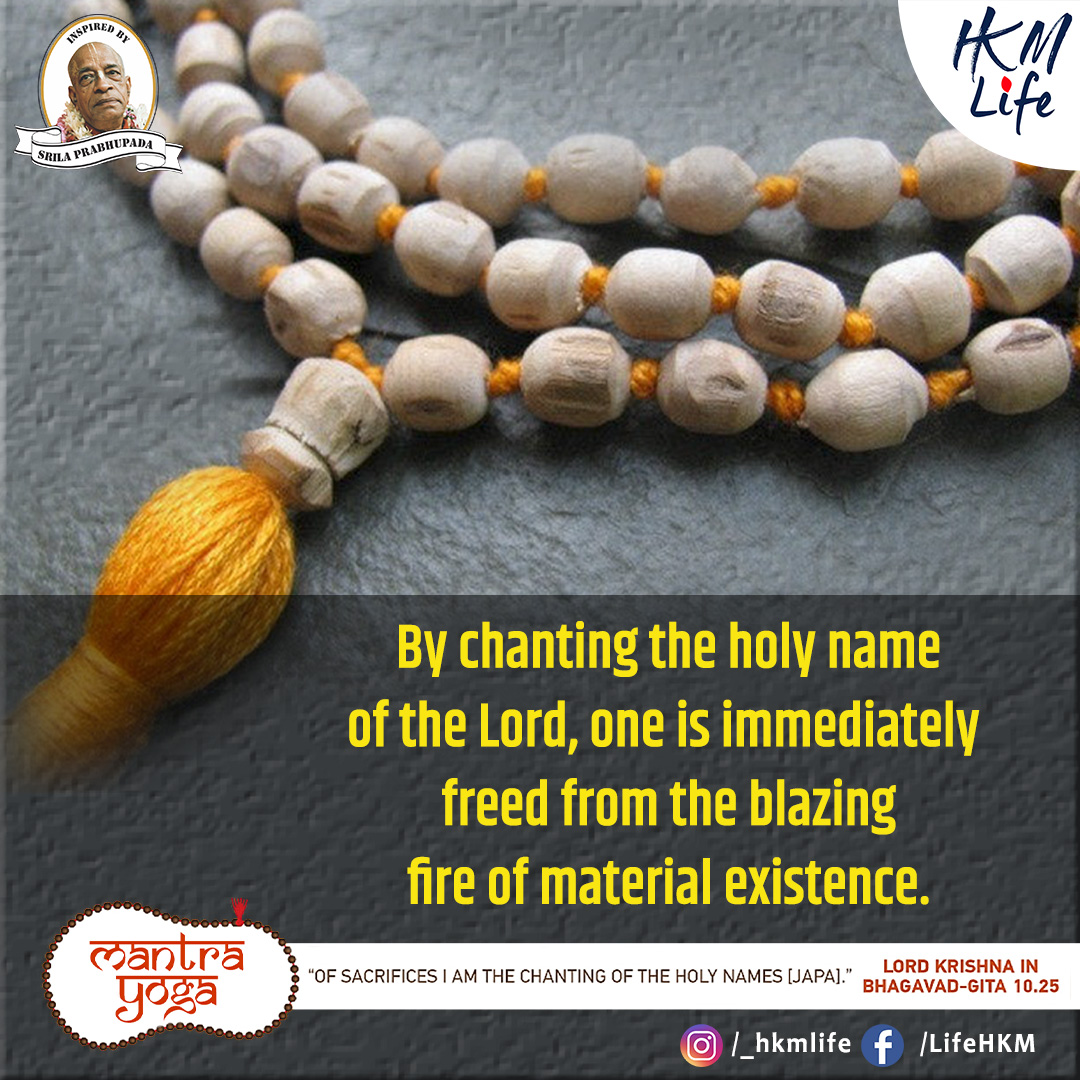 INSPIRED BY
SRILA PRABHUPADA
HKM
Life
By chanting the holy name
of the Lord, one is immediately
freed from the blazing
fire of material existence.
mantra
yoga
“OF SACRIFICES I AM THE CHANTING OF THE HOLY NAMES [JAPA].”
LORD KRISHNA IN
BHAGAVAD-GITA 10.25
/_hkmlife
/LifeHKM